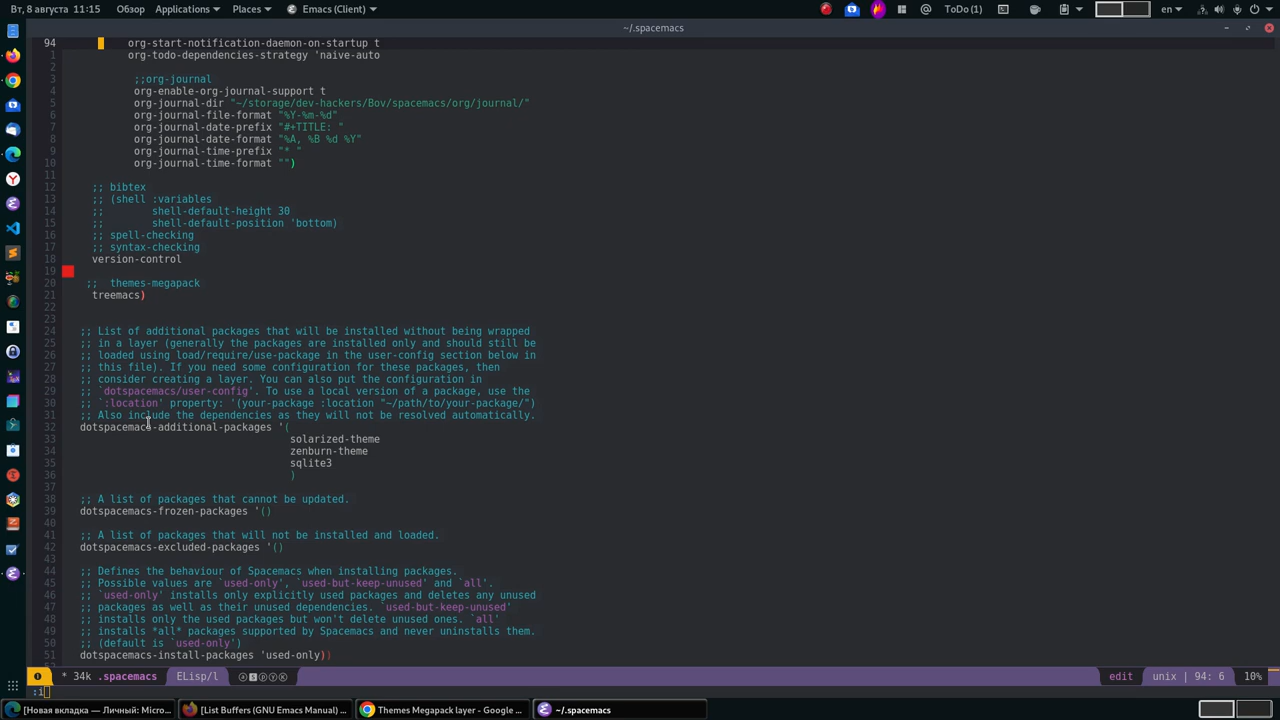 Вт, 8 августа 11:15 Обзор Applications Places Emacs (Client) ToDo (1) en
~/.spacemacs
94 org-start-notification-daemon-on-startup t
1 org-todo-dependencies-strategy 'naive-auto
2
3 ;;org-journal
4 org-enable-org-journal-support t
5 org-journal-dir "~/storage/dev-hackers/Bov/spacemacs/org/journal/"
6 org-journal-file-format "%Y-%m-%d"
7 org-journal-date-prefix "#+TITLE: "
8 org-journal-date-format "%A, %B %d %Y"
9 org-journal-time-prefix "* "
10 org-journal-time-format "")
11
12 ;; bibtex
13 ;; (shell :variables
14 ;; shell-default-height 30
15 ;; shell-default-position 'bottom)
16 ;; spell-checking
17 ;; syntax-checking
18 version-control
19
20 ;; themes-megapack
21 treemacs)
22
23
24 ;; List of additional packages that will be installed without being wrapped
25 ;; in a layer (generally the packages are installed only and should still be
26 ;; loaded using load/require/use-package in the user-config section below in
27 ;; this file). If you need some configuration for these packages, then
28 ;; consider creating a layer. You can also put the configuration in
29 ;; `dotspacemacs/user-config'. To use a local version of a package, use the
30 ;; `:location' property: '(your-package :location "~/path/to/your-package/")
31 ;; Also include the dependencies as they will not be resolved automatically.
32 dotspacemacs-additional-packages '(
33 solarized-theme
34 zenburn-theme
35 sqlite3
36 )
37
38 ;; A list of packages that cannot be updated.
39 dotspacemacs-frozen-packages '()
40
41 ;; A list of packages that will not be installed and loaded.
42 dotspacemacs-excluded-packages '()
43
44 ;; Defines the behaviour of Spacemacs when installing packages.
45 ;; Possible values are `used-only', `used-but-keep-unused' and `all'.
46 ;; `used-only' installs only explicitly used packages and deletes any unused
47 ;; packages as well as their unused dependencies. `used-but-keep-unused'
48 ;; installs only the used packages but won't delete unused ones. `all'
49 ;; installs *all* packages supported by Spacemacs and never uninstalls them.
50 ;; (default is `used-only')
51 dotspacemacs-install-packages 'used-only))
* 34k .spacemacs ELisp/l edit unix | 94: 6 10%
:i
[Новая вкладка — Личный: Micro... [List Buffers (GNU Emacs Manual) ... Themes Megapack layer - Google ... ~/.spacemacs